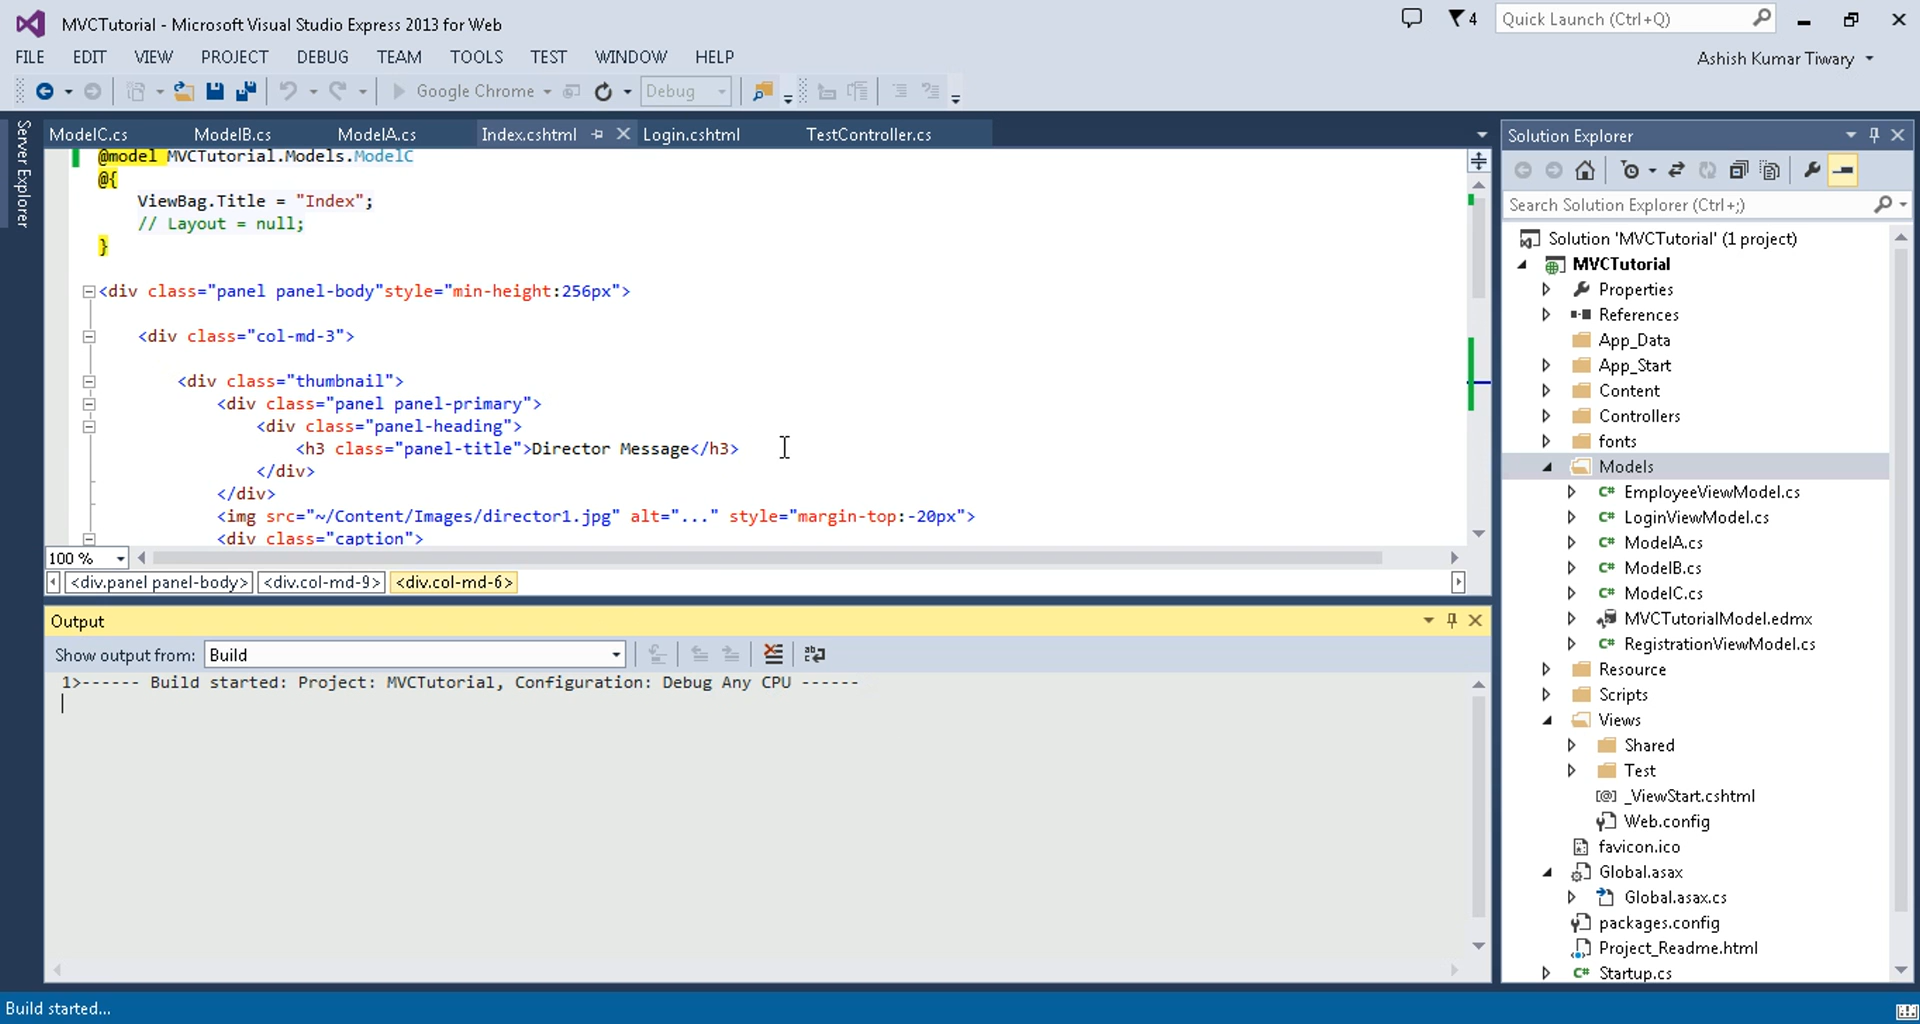 MVCTutorial - Microsoft Visual Studio Express 2013 for Web
4
Quick Launch (Ctrl+Q)
FILE EDIT VIEW PROJECT DEBUG TEAM TOOLS TEST WINDOW HELP
Ashish Kumar Tiwary
Google Chrome Debug
Server Explorer
ModelC.cs ModelB.cs ModelA.cs Index.cshtml Login.cshtml TestController.cs
@model MVCTutorial.Models.ModelC
@{
ViewBag.Title = "Index";
// Layout = null;
}
<div class="panel panel-body"style="min-height:256px">
<div class="col-md-3">
<div class="thumbnail">
<div class="panel panel-primary">
<div class="panel-heading">
<h3 class="panel-title">Director Message</h3>
</div>
</div>
<img src="~/Content/Images/director1.jpg" alt="..." style="margin-top:-20px">
<div class="caption">
100 %
<div.panel panel-body> <div.col-md-9> <div.col-md-6>
Output
Show output from: Build
1>------ Build started: Project: MVCTutorial, Configuration: Debug Any CPU ------
Solution Explorer
Search Solution Explorer (Ctrl+;)
Solution 'MVCTutorial' (1 project)
MVCTutorial
Properties
References
App_Data
App_Start
Content
Controllers
fonts
Models
C# EmployeeViewModel.cs
C# LoginViewModel.cs
C# ModelA.cs
C# ModelB.cs
C# ModelC.cs
MVCTutorialModel.edmx
C# RegistrationViewModel.cs
Resource
Scripts
Views
Shared
Test
[@] _ViewStart.cshtml
Web.config
favicon.ico
Global.asax
Global.asax.cs
packages.config
Project_Readme.html
C# Startup.cs
Build started...